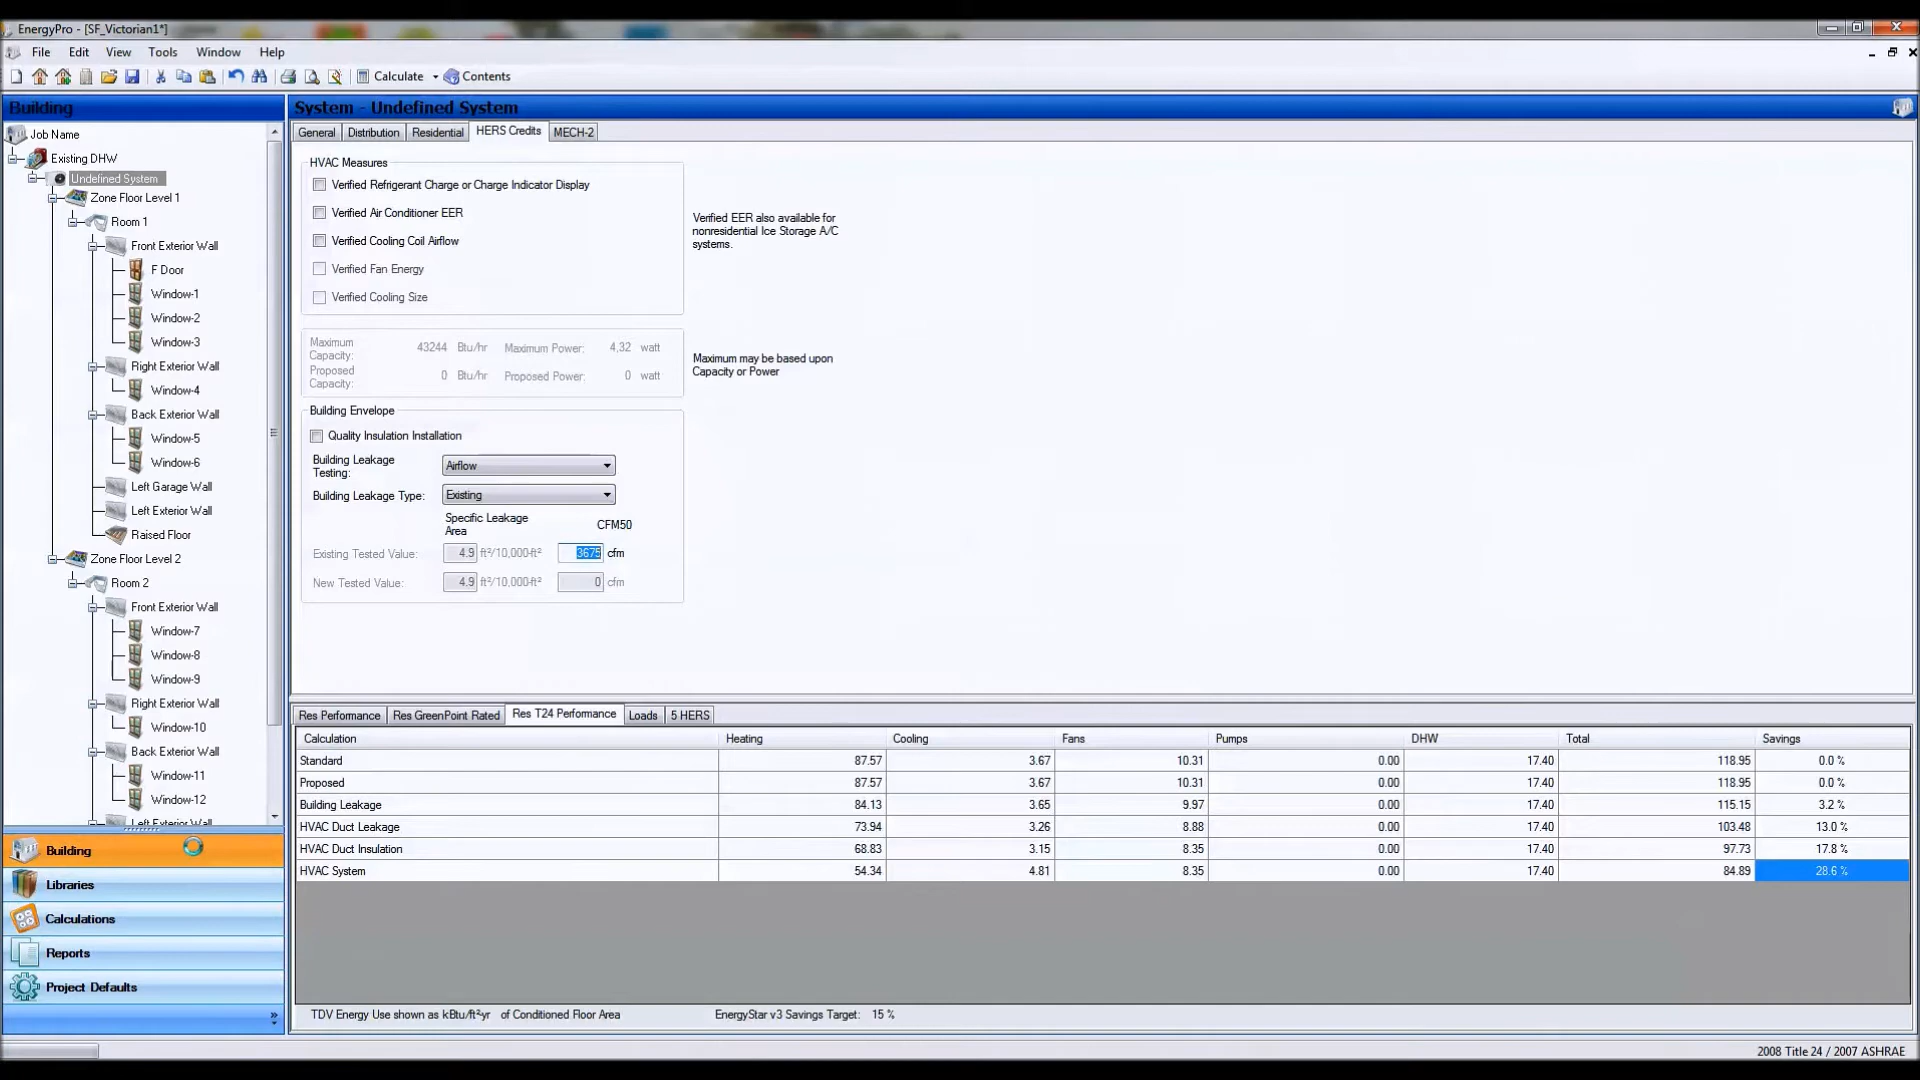 EnergyPro - [SF_Victorian1*]
File Edit View Tools Window Help
Calculate Contents
Building
System - Undefined System
Job Name
Existing DHW
Undefined System
Zone Floor Level 1
Room 1
Front Exterior Wall
F Door
Window-1
Window-2
Window-3
Right Exterior Wall
Window-4
Back Exterior Wall
Window-5
Window-6
Left Garage Wall
Left Exterior Wall
Raised Floor
Zone Floor Level 2
Room 2
Front Exterior Wall
Window-7
Window-8
Window-9
Right Exterior Wall
Window-10
Back Exterior Wall
Window-11
Window-12
Left Exterior Wall
Building
Libraries
Calculations
Reports
Project Defaults
General Distribution Residential HERS Credits MECH-2
HVAC Measures
Verified Refrigerant Charge or Charge Indicator Display
Verified Air Conditioner EER
Verified Cooling Coil Airflow
Verified Fan Energy
Verified Cooling Size
Verified EER also available for
nonresidential Ice Storage A/C
systems.
Maximum
Capacity: 43244 Btu/hr Maximum Power: 4,32 watt
Proposed
Capacity: 0 Btu/hr Proposed Power: 0 watt
Maximum may be based upon
Capacity or Power
Building Envelope
Quality Insulation Installation
Building Leakage
Testing: Airflow
Building Leakage Type: Existing
Specific Leakage
Area CFM50
Existing Tested Value: 4.9 ft²/10,000-ft² 3675 cfm
New Tested Value: 4.9 ft²/10,000-ft² 0 cfm
Res Performance Res GreenPoint Rated Res T24 Performance Loads 5 HERS
Calculation Heating Cooling Fans Pumps DHW Total Savings
Standard 87.57 3.67 10.31 0.00 17.40 118.95 0.0 %
Proposed 87.57 3.67 10.31 0.00 17.40 118.95 0.0 %
Building Leakage 84.13 3.65 9.97 0.00 17.40 115.15 3.2 %
HVAC Duct Leakage 73.94 3.26 8.88 0.00 17.40 103.48 13.0 %
HVAC Duct Insulation 68.83 3.15 8.35 0.00 17.40 97.73 17.8 %
HVAC System 54.34 4.81 8.35 0.00 17.40 84.89 28.6 %
TDV Energy Use shown as kBtu/ft²-yr of Conditioned Floor Area EnergyStar v3 Savings Target: 15 %
2008 Title 24 / 2007 ASHRAE